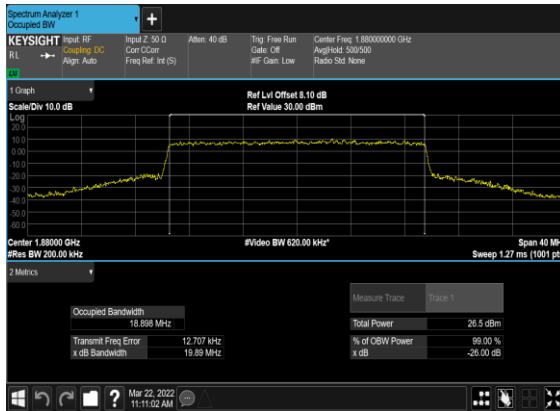 Spectrum Analyzer 1
Occupied BW
KEYSIGHT Input: RF Input Z: 50 Ω Atten: 40 dB Trig: Free Run Center Freq: 1.880000000 GHz
RL Coupling: DC Corr CCorr Gate: Off Avg|Hold: 500/500
Align: Auto Freq Ref: Int (S) #IF Gain: Low Radio Std: None
1 Graph
Ref Lvl Offset 8.10 dB
Scale/Div 10.0 dB Ref Value 30.00 dBm
Log
20.0
10.0
0.00
-10.0
-20.0
-30.0
-40.0
-50.0
-60.0
Center 1.88000 GHz #Video BW 620.00 kHz* Span 40 MH
#Res BW 200.00 kHz Sweep 1.27 ms (1001 pt
2 Metrics
Measure Trace Trace 1
Occupied Bandwidth
18.898 MHz Total Power 26.5 dBm
Transmit Freq Error 12.707 kHz % of OBW Power 99.00 %
x dB Bandwidth 19.89 MHz x dB -26.00 dB
? Mar 22, 2022
11:11:02 AM